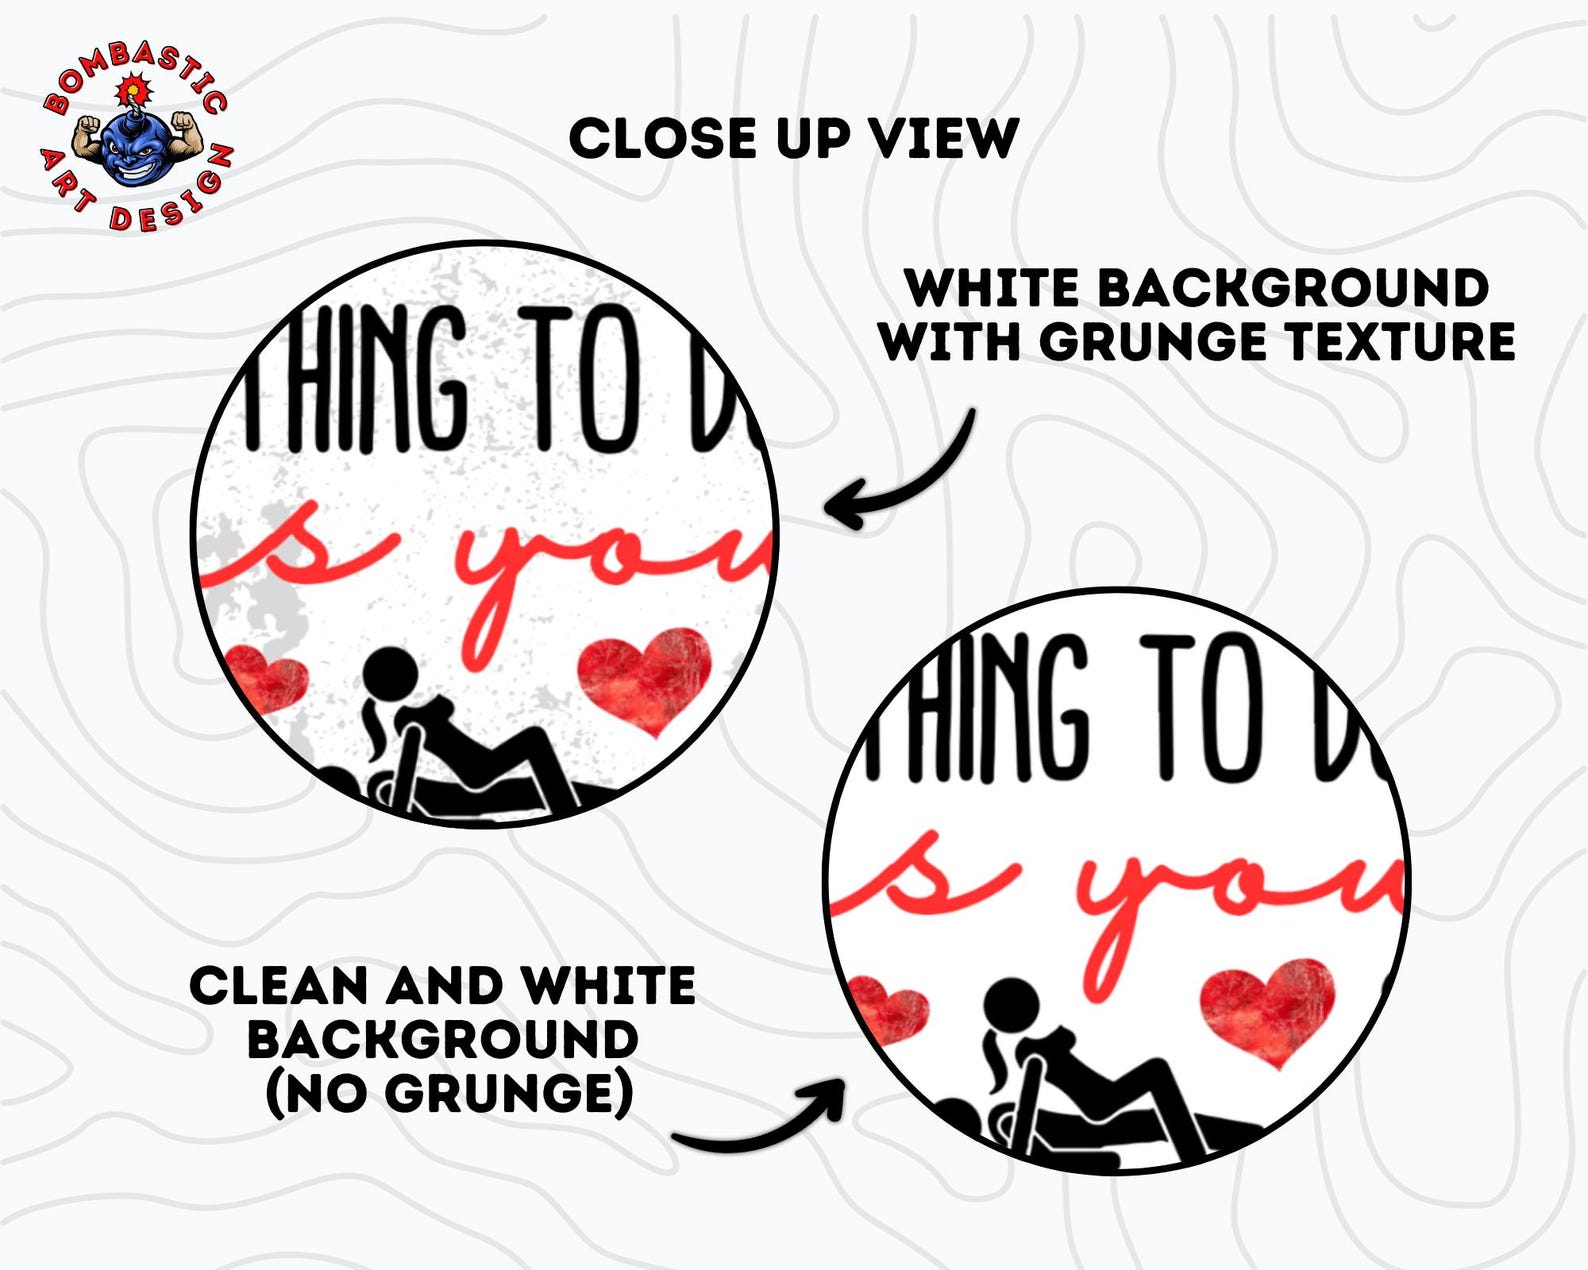 BOMBASTIC
ART DESIGN
CLOSE UP VIEW
WHITE BACKGROUND
WITH GRUNGE TEXTURE
THING TO D
s you
HING TO D
s you
CLEAN AND WHITE
BACKGROUND
(NO GRUNGE)